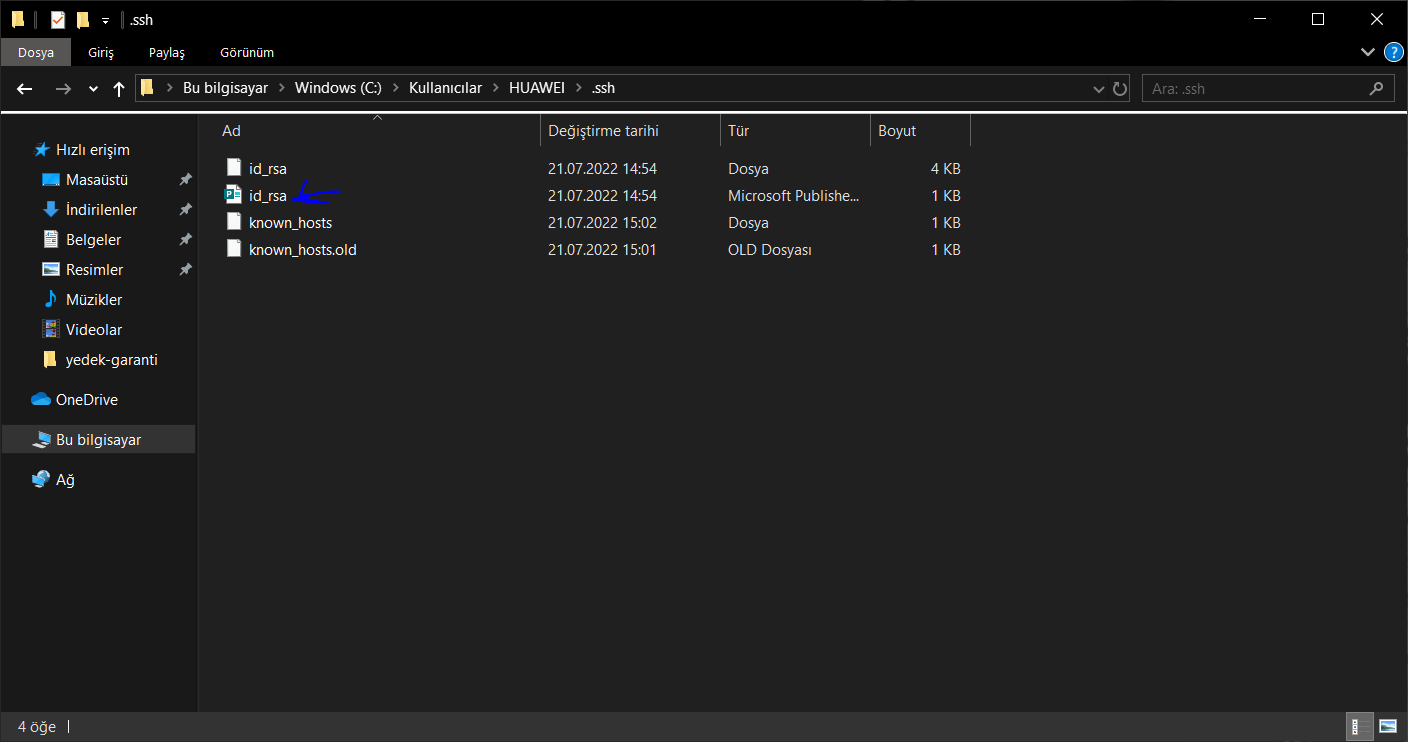 .ssh
Dosya Giriş Paylaş Görünüm
Bu bilgisayar Windows (C:) Kullanıcılar HUAWEI .ssh
Ara: .ssh
Ad Değiştirme tarihi Tür Boyut
id_rsa 21.07.2022 14:54 Dosya 4 KB
id_rsa 21.07.2022 14:54 Microsoft Publishe... 1 KB
known_hosts 21.07.2022 15:02 Dosya 1 KB
known_hosts.old 21.07.2022 15:01 OLD Dosyası 1 KB
Hızlı erişim
Masaüstü
İndirilenler
Belgeler
Resimler
Müzikler
Videolar
yedek-garanti
OneDrive
Bu bilgisayar
Ağ
4 öğe